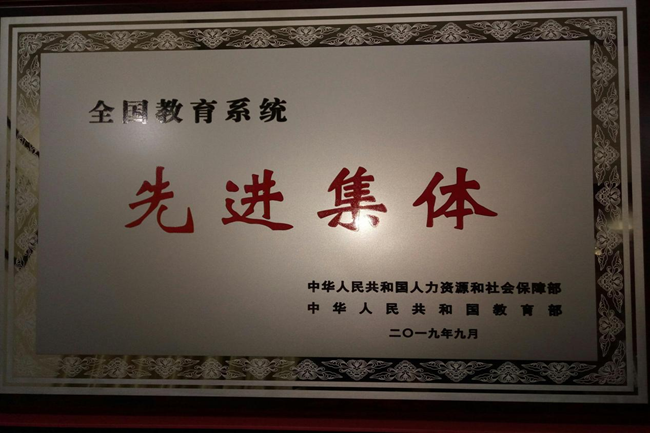 全国教育系统
先进集体
中华人民共和国人力资源和社会保障部
中华人民共和国教育部
二〇一九年九月